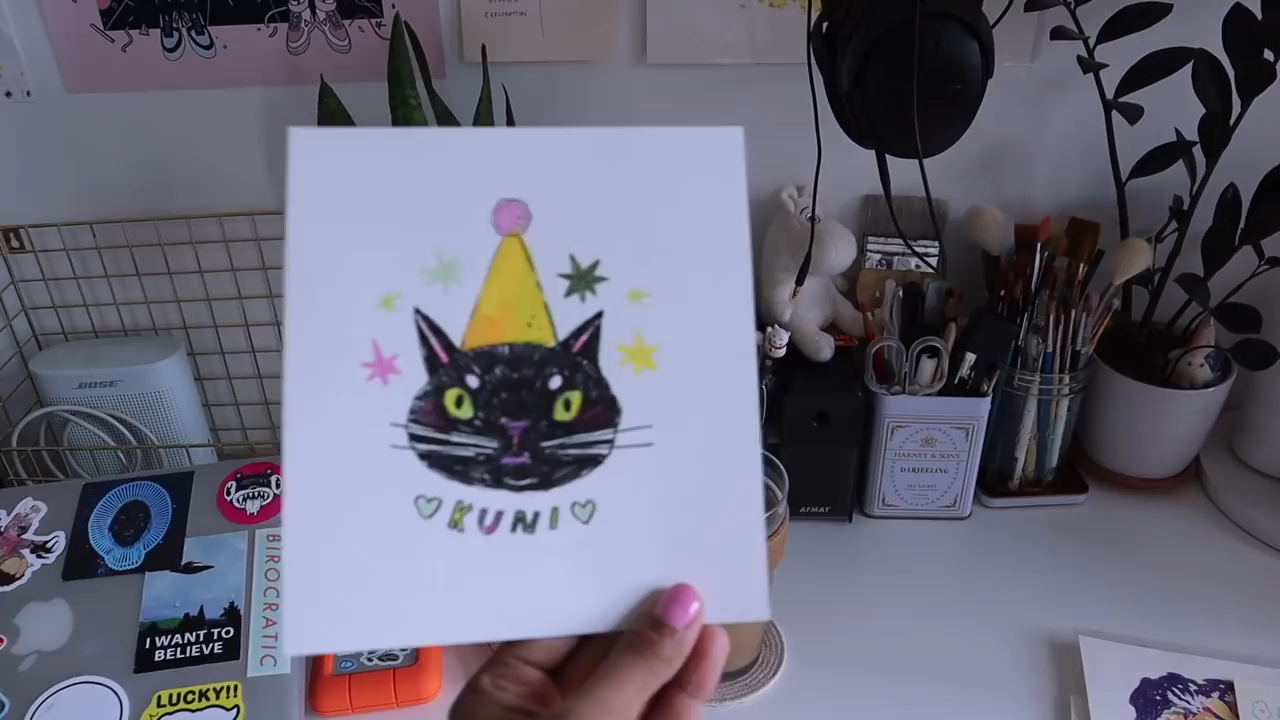 BOSE
KUNI
I WANT TO
BELIEVE
BIROCRATIC
LUCKY!!
HARNEY & SONS
DARJEELING
AFMAT